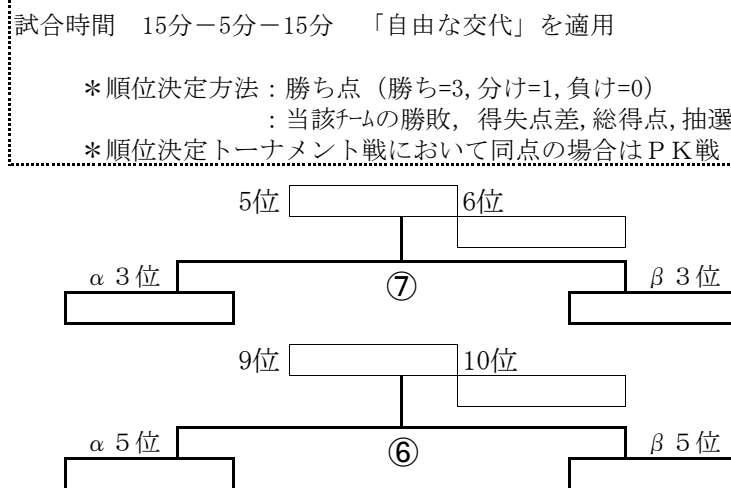 試合時間　15分－5分－15分　「自由な交代」を適用
＊順位決定方法：勝ち点（勝ち=3,分け=1,負け=0）
：当該ﾁｰﾑの勝敗, 得失点差,総得点,抽選
＊順位決定トーナメント戦において同点の場合はＰＫ戦
5位　6位
α３位　⑦　β３位
9位　10位
α５位　⑥　β５位